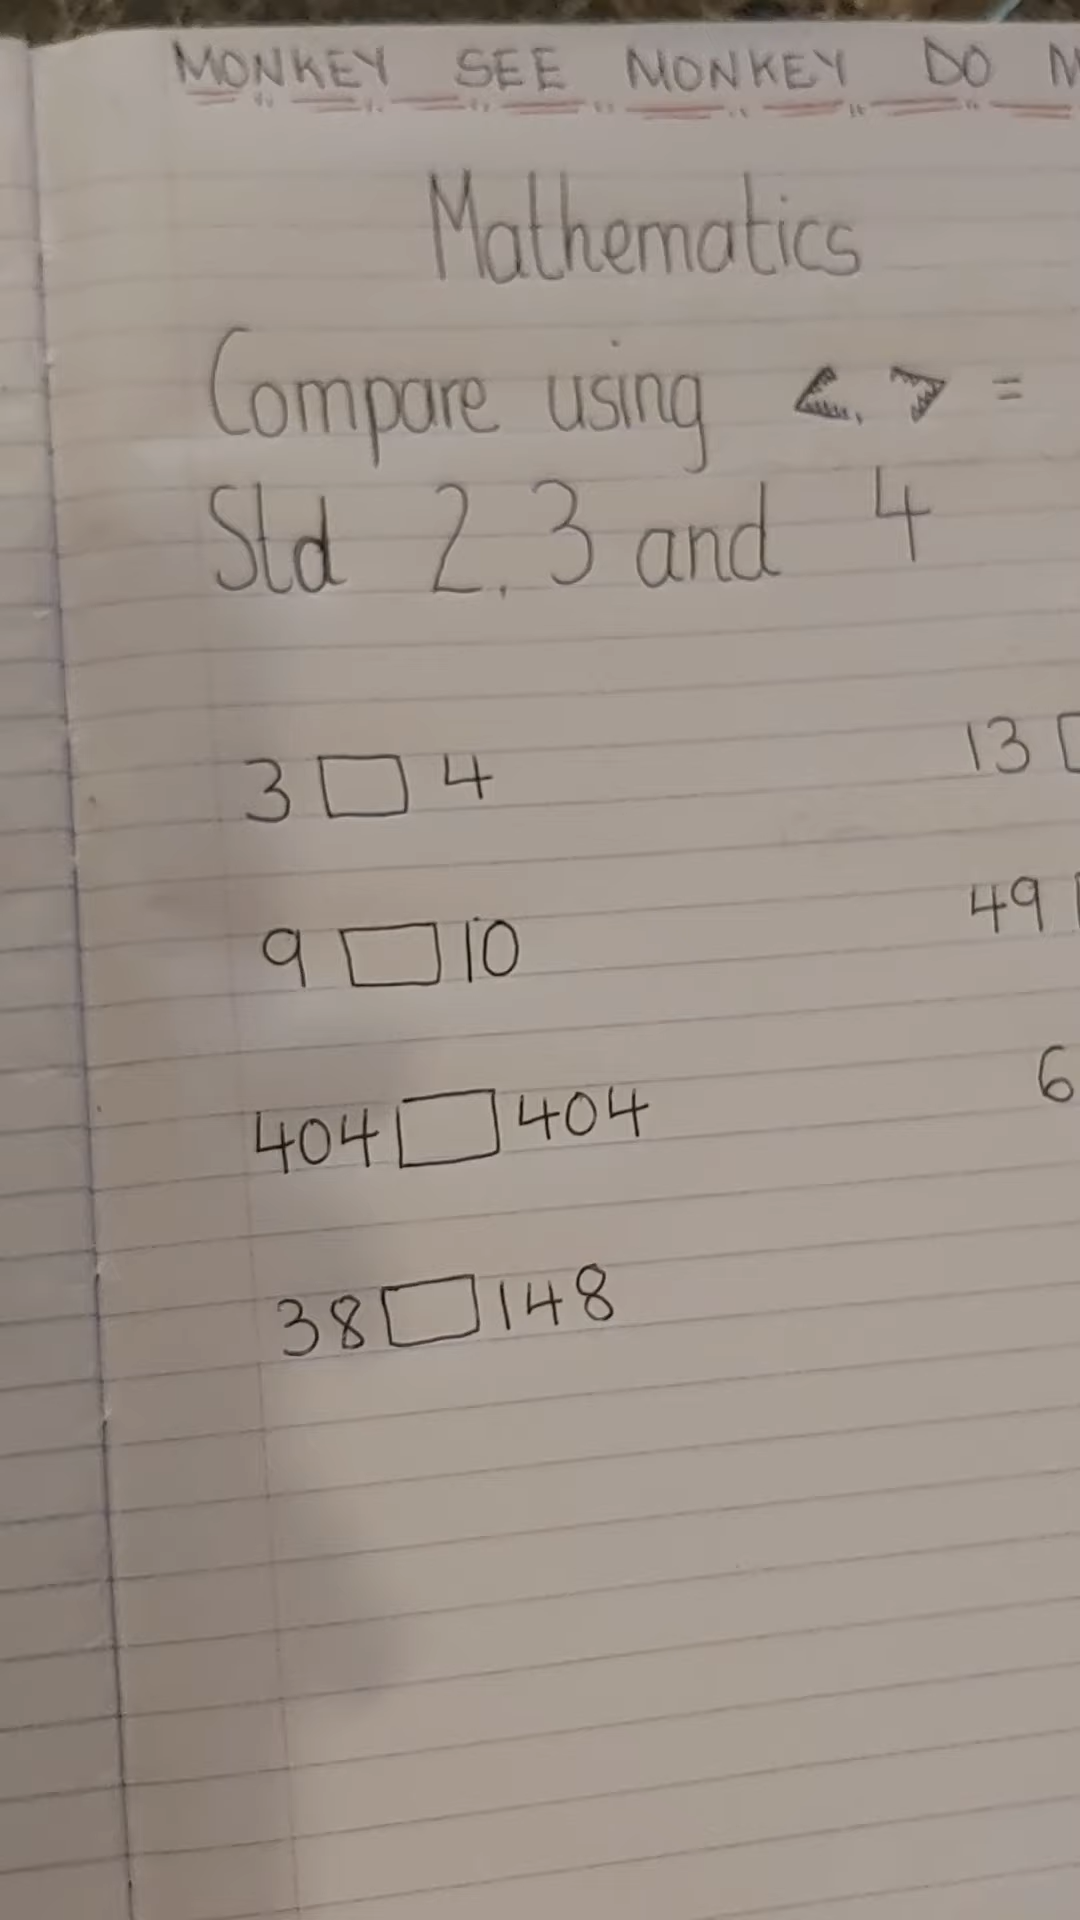 MONKEY SEE MONKEY DO M
Mathematics
Compare using <, > =
Std 2, 3 and 4
3 □ 4
13
9 □ 10
49
404 □ 404
6
38 □ 148